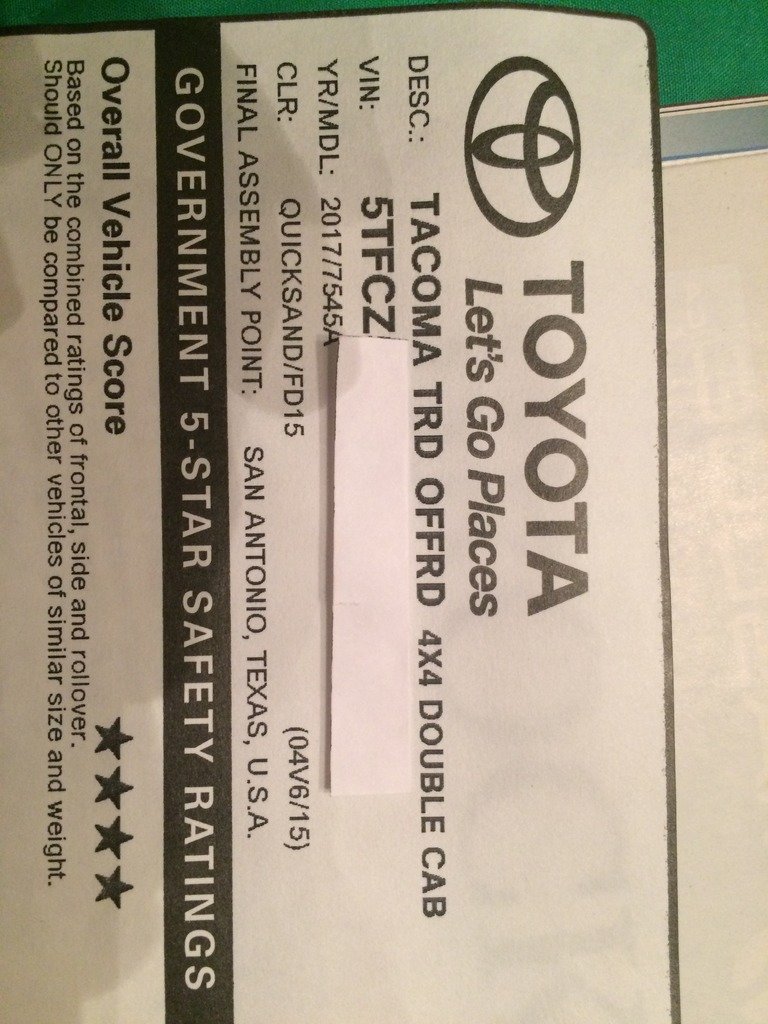 TOYOTA
Let's Go Places
DESC.: TACOMA TRD OFFRD 4X4 DOUBLE CAB
VIN: 5TFCZ
YR/MDL: 2017/7545A
CLR: QUICKSAND/FD15 (04V6/15)
FINAL ASSEMBLY POINT: SAN ANTONIO, TEXAS, U.S.A.
GOVERNMENT 5-STAR SAFETY RATINGS
Overall Vehicle Score ★★★★
Based on the combined ratings of frontal, side and rollover.
Should ONLY be compared to other vehicles of similar size and weight.